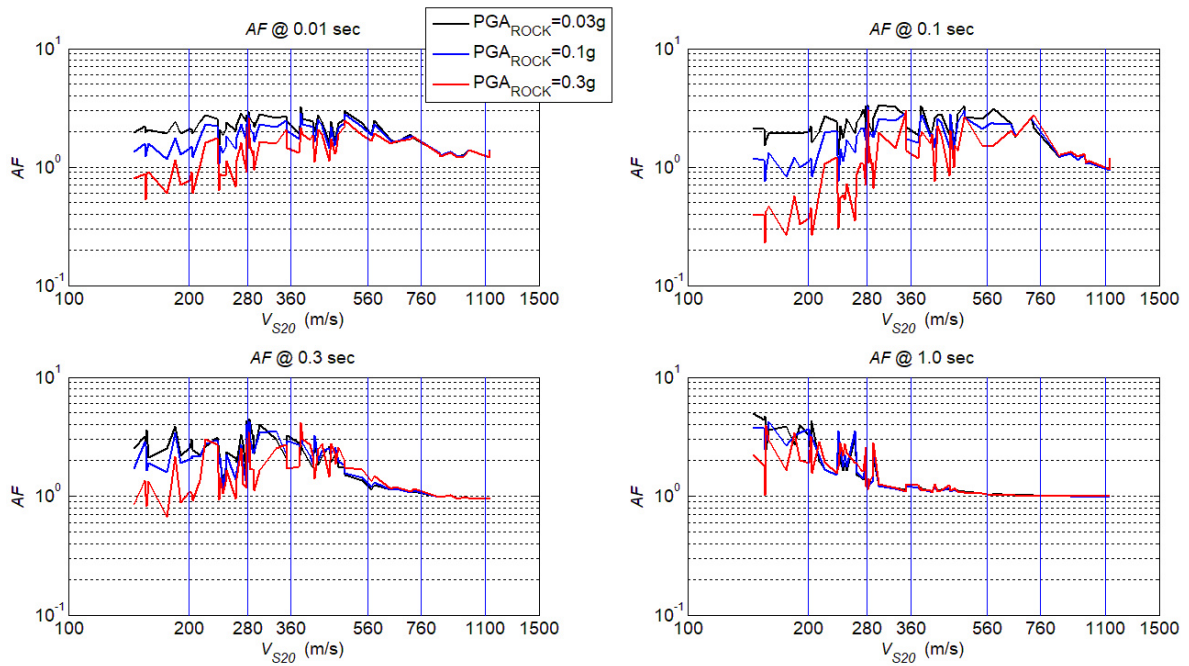 AF @ 0.01 sec
PGAROCK=0.03g
PGAROCK=0.1g
PGAROCK=0.3g
AF @ 0.1 sec
10^1
10^0
10^-1
AF
100 200 280 360 560 760 1100 1500
VS20 (m/s)
10^1
10^0
10^-1
AF
100 200 280 360 560 760 1100 1500
VS20 (m/s)
AF @ 0.3 sec
10^1
10^0
10^-1
AF
100 200 280 360 560 760 1100 1500
VS20 (m/s)
AF @ 1.0 sec
10^1
10^0
10^-1
AF
100 200 280 360 560 760 1100 1500
VS20 (m/s)